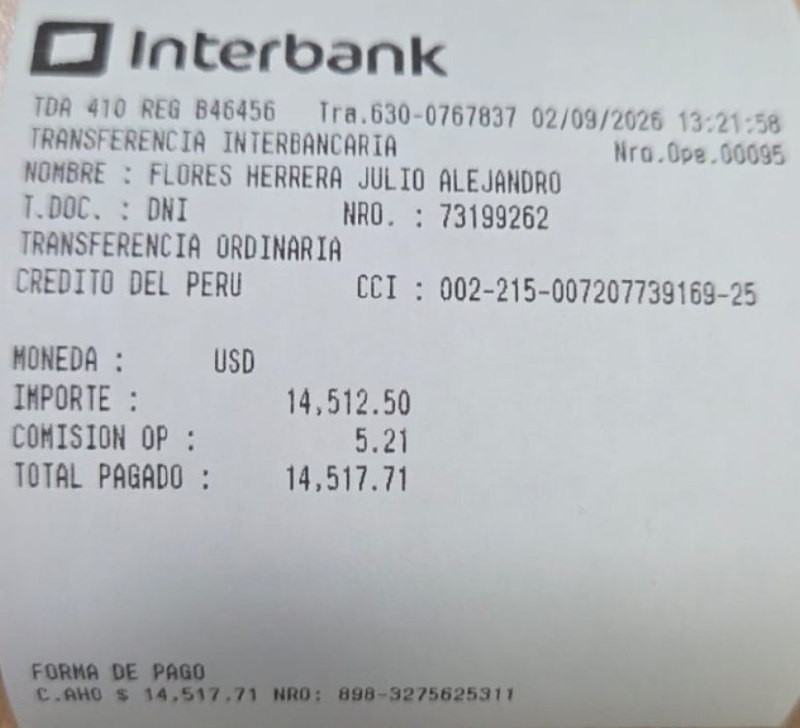 Interbank
TDA 410 REG B46456 Tra.630-0767837 02/09/2026 13:21:58
TRANSFERENCIA INTERBANCARIA Nro.Ope.00095
NOMBRE : FLORES HERRERA JULIO ALEJANDRO
T.DOC. : DNI NRO. : 73199262
TRANSFERENCIA ORDINARIA
CREDITO DEL PERU CCI : 002-215-007207739169-25
MONEDA : USD
IMPORTE : 14,512.50
COMISION OP : 5.21
TOTAL PAGADO : 14,517.71
FORMA DE PAGO
C.AHO $ 14,517.71 NRO: 898-3275625311